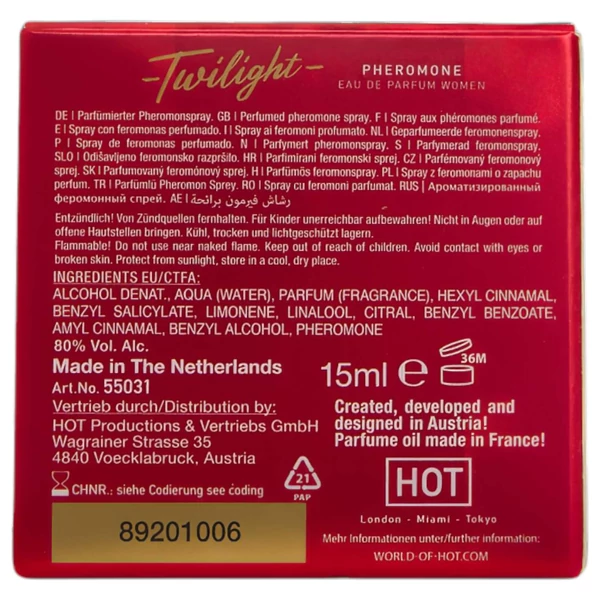 -Twilight-
PHEROMONE
EAU DE PARFUM WOMEN
DE | Parfümierter Pheromonspray. GB | Perfumed pheromone spray. F | Spray aux phéromones parfumé.
E | Spray con feromonas perfumado. I | Spray ai feromoni profumato. NL | Geparfumeerde feromonenspray.
P | Spray de feromonas perfumado. N | Parfymert pheromonspray. S | Parfymerad feromonspray.
SLO | Odišavljeno feromonsko razpršilo. HR | Parfimirani feromonski sprej. CZ | Parfémovaný feromonový
sprej. SK | Parfumovaný feromónový sprej. H | Parfümös feromonspray. PL | Spray z feromonami o zapachu
perfum. TR | Parfümlü Pheromon Sprey. RO | Spray cu feromoni parfumat. RUS | Ароматизированный
феромонный спрей. AE | رشاش فيرمون برائحة
Entzündlich! Von Zündquellen fernhalten. Für Kinder unerreichbar aufbewahren! Nicht in Augen oder auf
offene Hautstellen bringen. Kühl, trocken und lichtgeschützt lagern.
Flammable! Do not use near naked flame. Keep out of reach of children. Avoid contact with eyes or
broken skin. Protect from sunlight, store in a cool, dry place.
INGREDIENTS EU/CTFA:
ALCOHOL DENAT., AQUA (WATER), PARFUM (FRAGRANCE), HEXYL CINNAMAL,
BENZYL SALICYLATE, LIMONENE, LINALOOL, CITRAL, BENZYL BENZOATE,
AMYL CINNAMAL, BENZYL ALCOHOL, PHEROMONE
80% Vol. Alc.
Made in The Netherlands
Art.No. 55031
15ml ℮
36M
Vertrieb durch/Distribution by:
HOT Productions & Vertriebs GmbH
Wagrainer Strasse 35
4840 Voecklabruck, Austria
Created, developed and
designed in Austria!
Parfume oil made in France!
CHNR.: siehe Codierung see coding
21
PAP
HOT
London - Miami - Tokyo
89201006
Mehr Informationen unter/further information:
WORLD-OF-HOT.COM